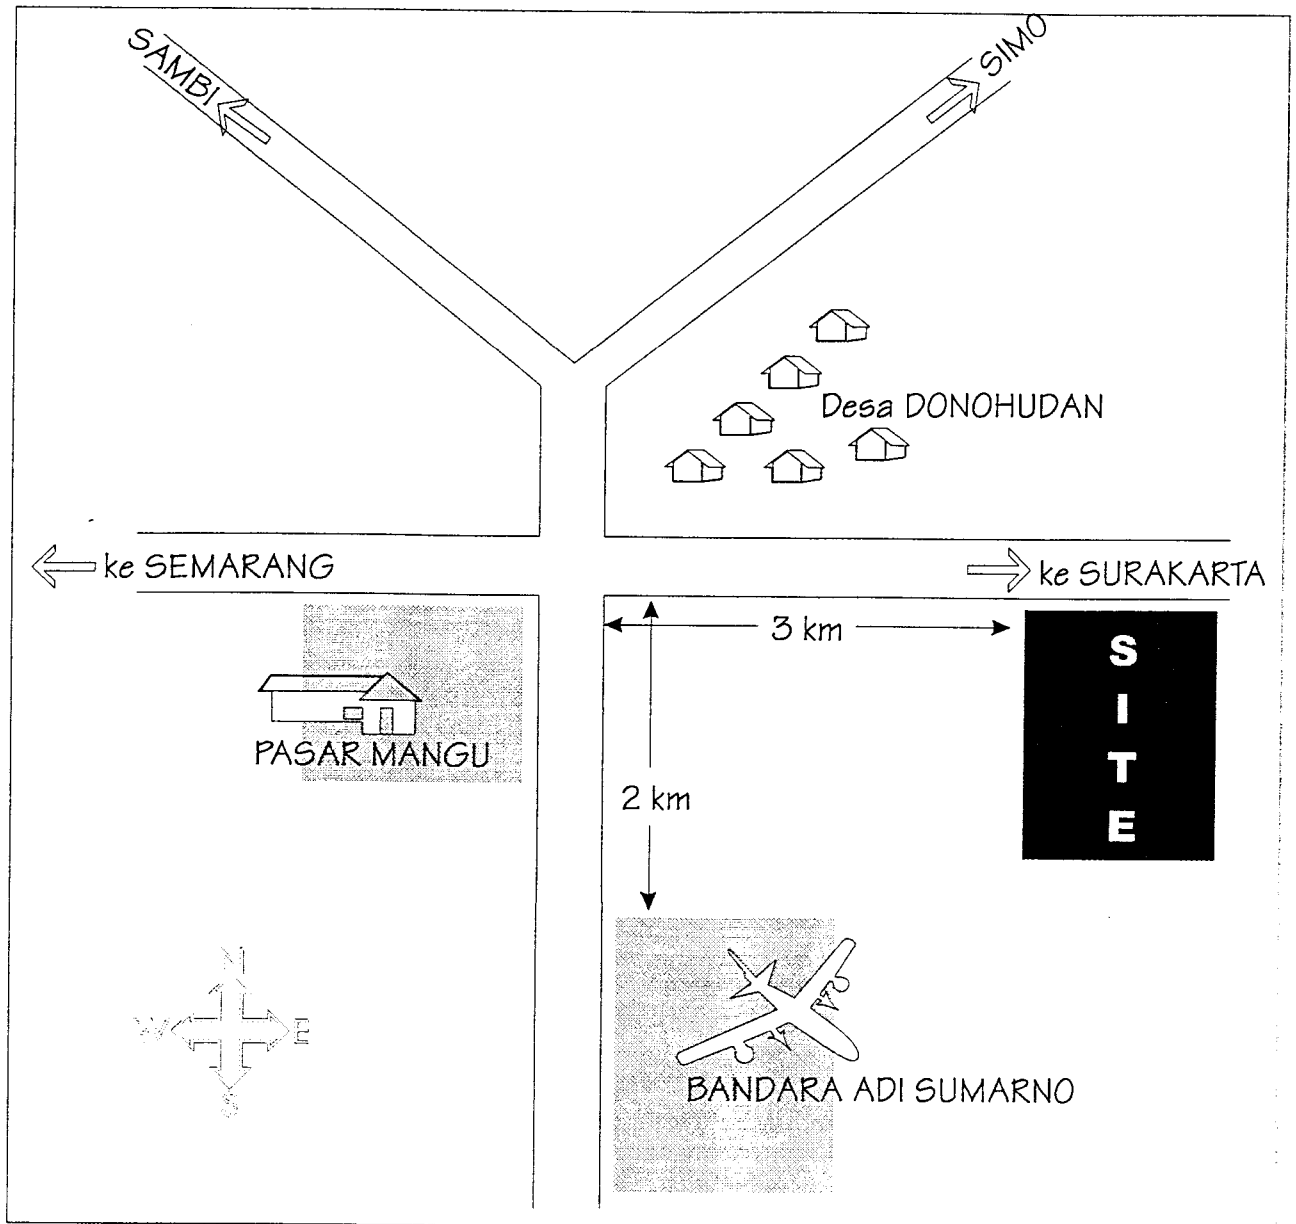 SAMBI
SIMO
Desa DONOHUDAN
ke SEMARANG
ke SURAKARTA
3 km
S
I
T
E
PASAR MANGU
2 km
N
W E
S
BANDARA ADI SUMARNO